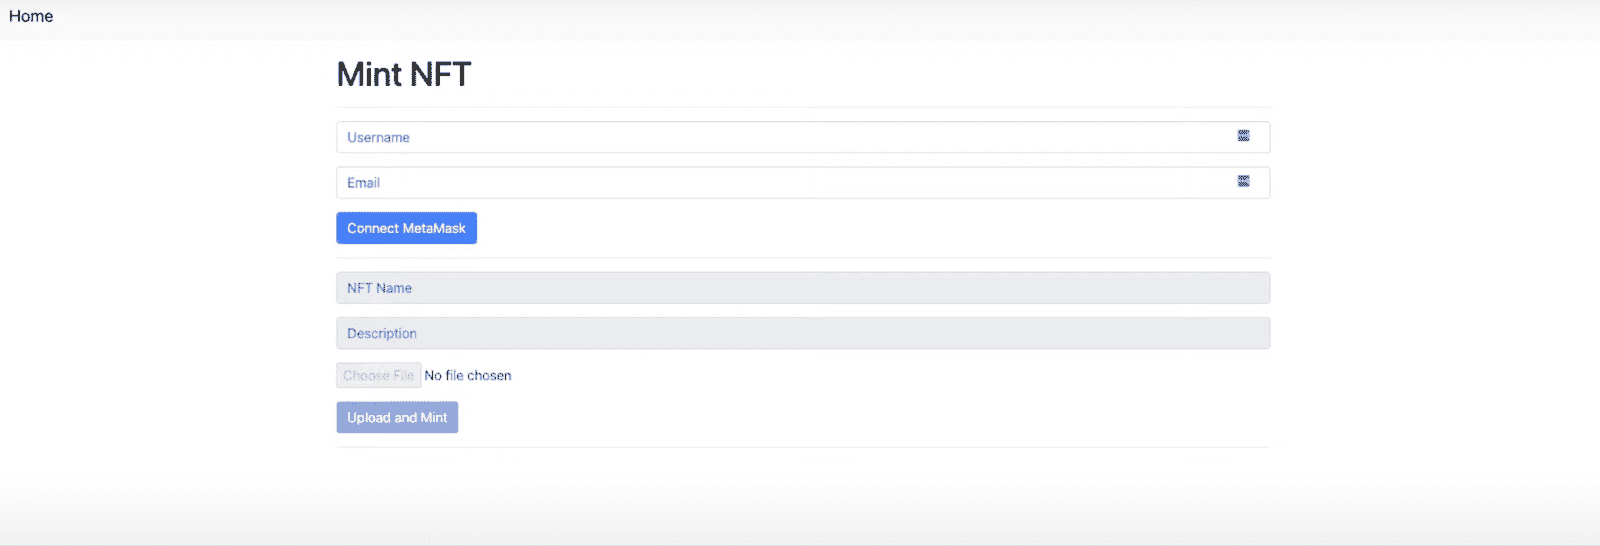 Home
Mint NFT
Username
Email
Connect MetaMask
NFT Name
Description
Choose File No file chosen
Upload and Mint